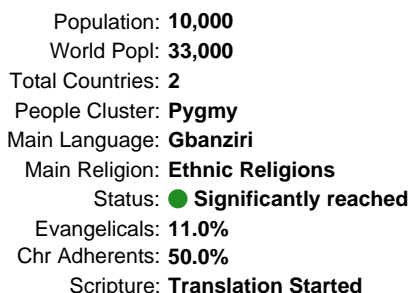 Population: 10,000
World Popl: 33,000
Total Countries: 2
People Cluster: Pygmy
Main Language: Gbanziri
Main Religion: Ethnic Religions
Status: Significantly reached
Evangelicals: 11.0%
Chr Adherents: 50.0%
Scripture: Translation Started